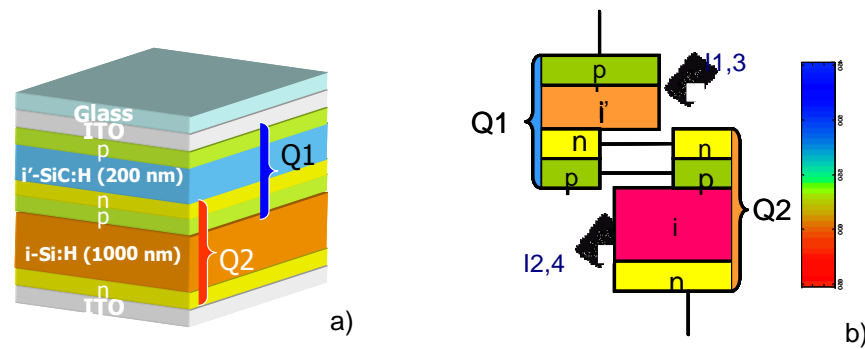 Glass
ITO
p
i'-SiC:H (200 nm)
n
p
i-Si:H (1000 nm)
n
ITO
Q1
Q2
a)
p
i'
n
p
Q1
I1,3
n
p
i
n
Q2
I2,4
b)